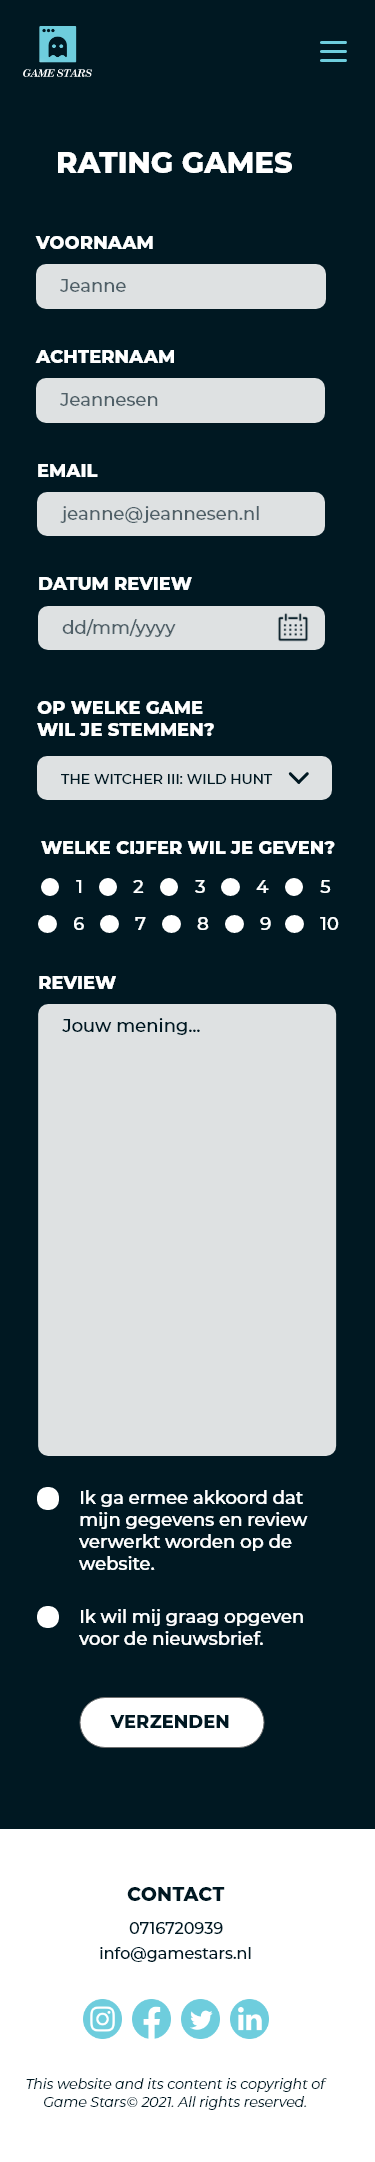 GAME STARS
RATING GAMES
VOORNAAM
Jeanne
ACHTERNAAM
Jeannesen
EMAIL
jeanne@jeannesen.nl
DATUM REVIEW
dd/mm/yyyy
OP WELKE GAME
WIL JE STEMMEN?
THE WITCHER III: WILD HUNT
WELKE CIJFER WIL JE GEVEN?
1 2 3 4 5
6 7 8 9 10
REVIEW
Jouw mening...
Ik ga ermee akkoord dat
mijn gegevens en review
verwerkt worden op de
website.
Ik wil mij graag opgeven
voor de nieuwsbrief.
VERZENDEN
CONTACT
0716720939
info@gamestars.nl
This website and its content is copyright of
Game Stars© 2021. All rights reserved.